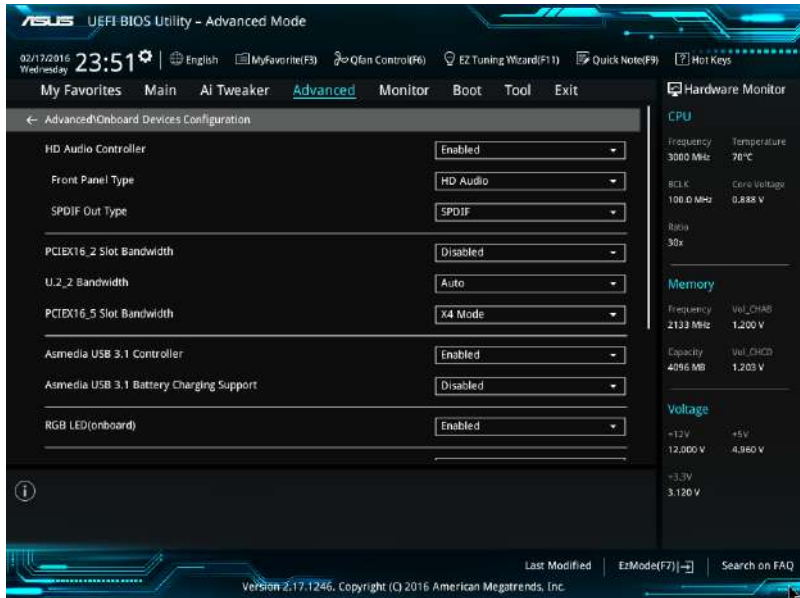 ASUS UEFI BIOS Utility – Advanced Mode
02/17/2016 Wednesday 23:51 English MyFavorite(F3) Qfan Control(F6) EZ Tuning Wizard(F11) Quick Note(F9) ? Hot Keys
My Favorites Main Ai Tweaker Advanced Monitor Boot Tool Exit
← Advanced\Onboard Devices Configuration
HD Audio Controller Enabled
Front Panel Type HD Audio
SPDIF Out Type SPDIF
PCIEX16_2 Slot Bandwidth Disabled
U.2_2 Bandwidth Auto
PCIEX16_5 Slot Bandwidth X4 Mode
Asmedia USB 3.1 Controller Enabled
Asmedia USB 3.1 Battery Charging Support Disabled
RGB LED(onboard) Enabled
Hardware Monitor
CPU
Frequency Temperature
3000 MHz 70°C
BCLK Core Voltage
100.0 MHz 0.888 V
Ratio
30x
Memory
Frequency Vol_CHAB
2133 MHz 1.200 V
Capacity Vol_CHCD
4096 MB 1.203 V
Voltage
+12V +5V
12.000 V 4.960 V
+3.3V
3.120 V
Last Modified EzMode(F7) Search on FAQ
Version 2.17.1246. Copyright (C) 2016 American Megatrends, Inc.